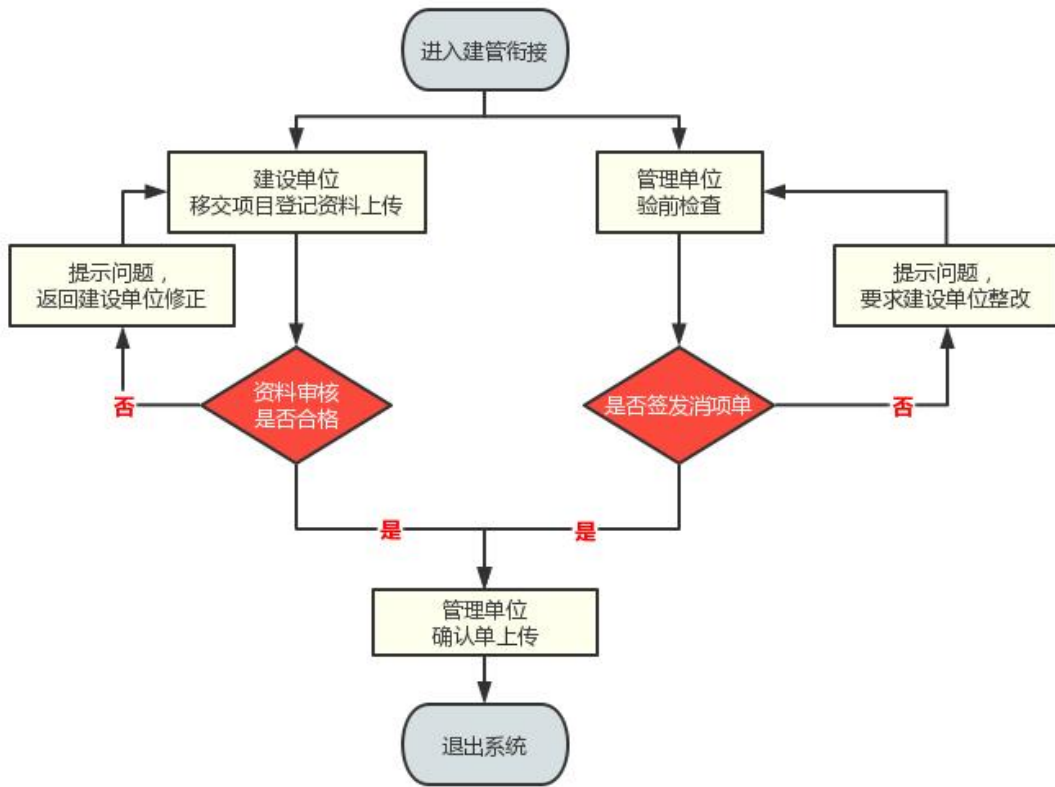 进入建管衔接
建设单位
移交项目登记资料上传
管理单位
验前检查
提示问题，
返回建设单位修正
提示问题，
要求建设单位整改
资料审核
是否合格
是否签发消项单
否
否
是
是
管理单位
确认单上传
退出系统